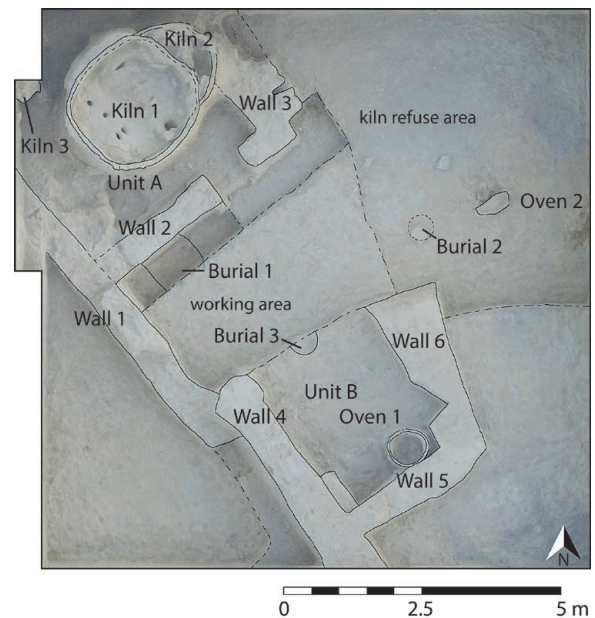 Kiln 2
Kiln 1
Wall 3
kiln refuse area
Kiln 3
Unit A
Oven 2
Wall 2
Burial 2
Burial 1
working area
Wall 1
Burial 3
Wall 6
Unit B
Wall 4
Oven 1
Wall 5
N
0
2.5
5 m